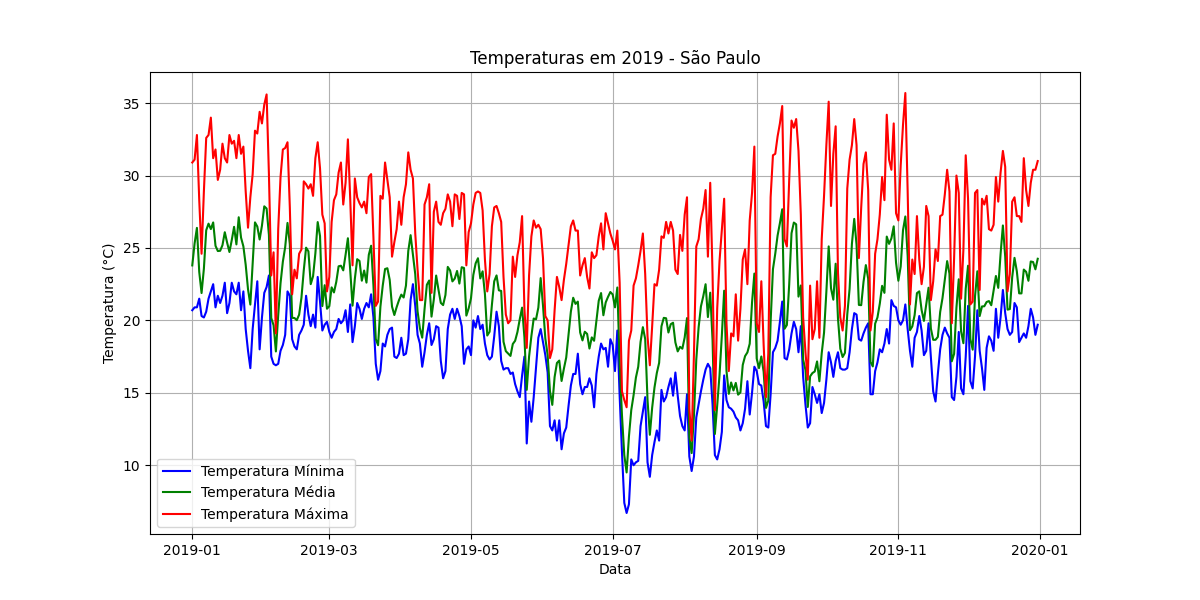 Temperaturas em 2019 - São Paulo
Temperatura (°C)
35
30
25
20
15
10
Temperatura Mínima
Temperatura Média
Temperatura Máxima
2019-01
2019-03
2019-05
2019-07
2019-09
2019-11
2020-01
Data